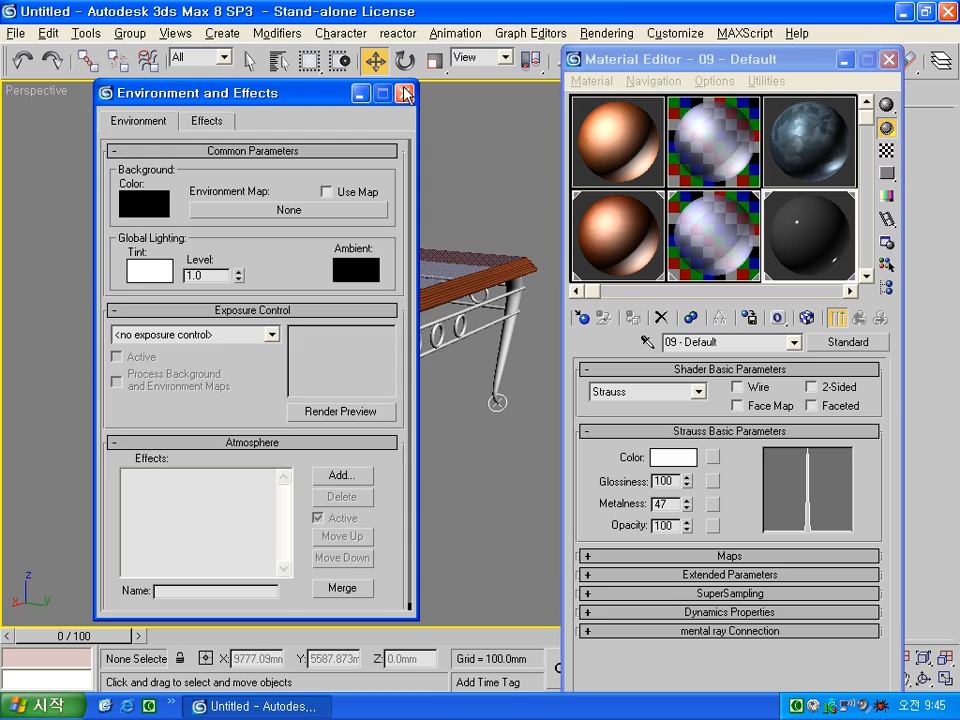 Untitled - Autodesk 3ds Max 8 SP3 - Stand-alone License
File Edit Tools Group Views Create Modifiers Character reactor Animation Graph Editors Rendering Customize MAXScript Help
All
View
Material Editor - 09 - Default
Material Navigation Options Utilities
Perspective
Environment and Effects
Environment Effects
- Common Parameters
Background:
Color:
Environment Map: Use Map
None
Global Lighting:
Tint:
Level:
1.0
Ambient:
- Exposure Control
<no exposure control>
Active
Process Background
and Environment Maps
Render Preview
- Atmosphere
Effects:
Add...
Delete
Active
Move Up
Move Down
Name:
Merge
09 - Default
Standard
- Shader Basic Parameters
Strauss
Wire 2-Sided
Face Map Faceted
- Strauss Basic Parameters
Color:
Glossiness: 100
Metalness: 47
Opacity: 100
+ Maps
+ Extended Parameters
+ SuperSampling
+ Dynamics Properties
+ mental ray Connection
z
x y
< 0 / 100 >
None Selecte X: 9777.09mn Y: 5587.873m Z: 0.0mm Grid = 100.0mm
Click and drag to select and move objects Add Time Tag
시작 Untitled - Autodes... 오전 9:45